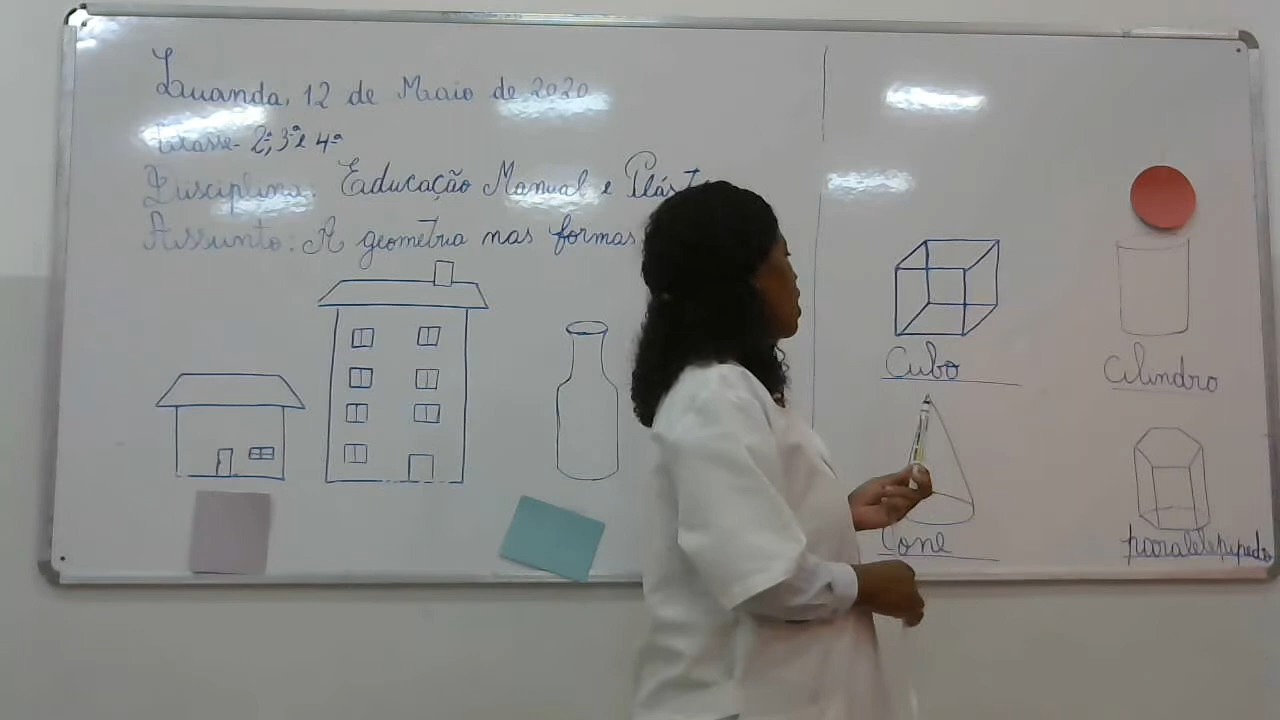 Luanda, 12 de Maio de 2020
Classe- 2ª, 3ª e 4ª
Disciplina: Educação Manual e
Assunto: A geometria nas formas
Cubo
Cilindro
Cone
paralelepipedo